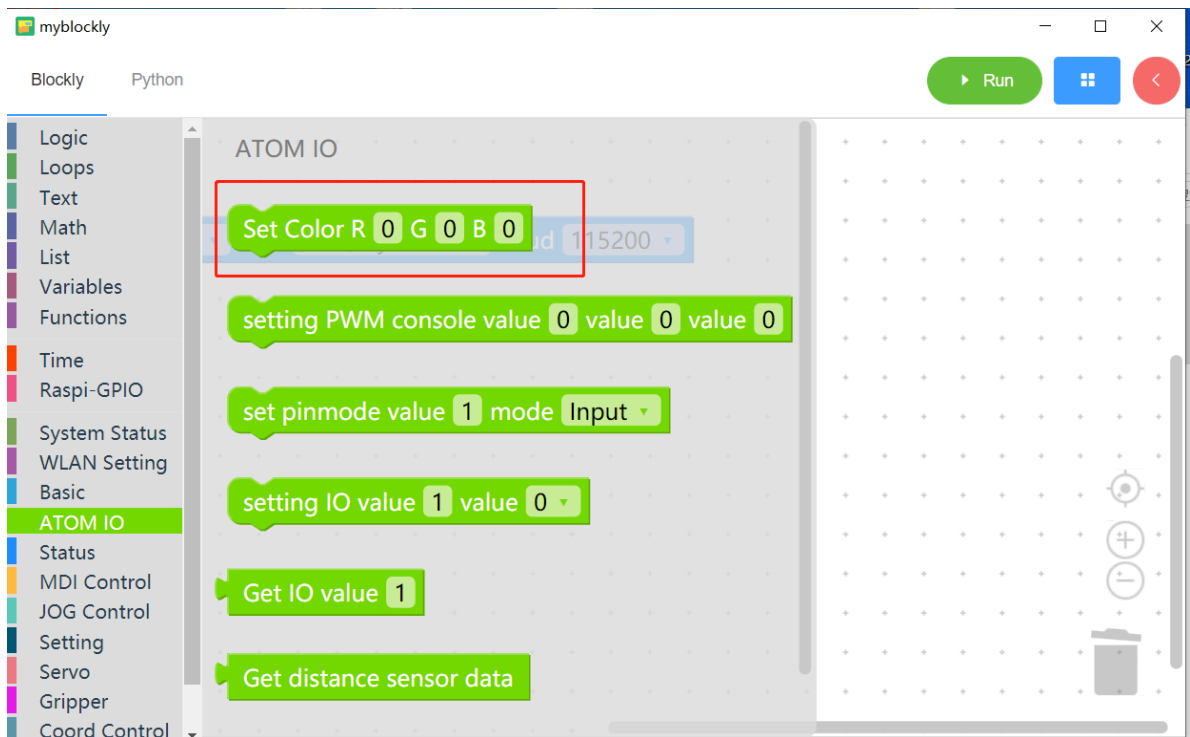 myblockly
Blockly Python Run
Logic
Loops
Text
Math
List
Variables
Functions
Time
Raspi-GPIO
System Status
WLAN Setting
Basic
ATOM IO
Status
MDI Control
JOG Control
Setting
Servo
Gripper
Coord Control
ATOM IO
Set Color R 0 G 0 B 0
115200
setting PWM console value 0 value 0 value 0
set pinmode value 1 mode Input
setting IO value 1 value 0
Get IO value 1
Get distance sensor data